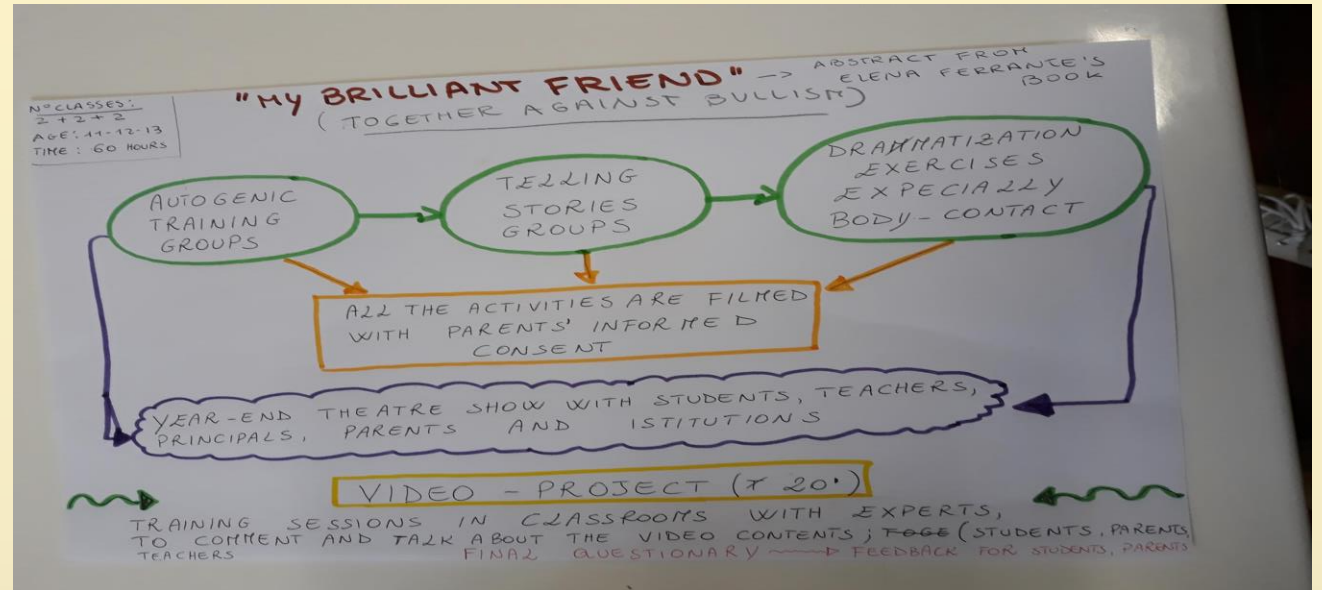 "MY BRILLIANT FRIEND" -> ABSTRACT FROM
ELENA FERRANTE'S
BOOK
(TOGETHER AGAINST BULLISM)
N° CLASSES:
2+2+2
AGE: 11-12-13
TIME: 60 HOURS
AUTOGENIC
TRAINING
GROUPS
TELLING
STORIES
GROUPS
DRAMMATIZATION
EXERCISES
EXPECIALLY
BODY-CONTACT
ALL THE ACTIVITIES ARE FILMED
WITH PARENTS' INFORMED
CONSENT
YEAR-END THEATRE SHOW WITH STUDENTS, TEACHERS,
PRINCIPALS, PARENTS AND ISTITUTIONS
VIDEO - PROJECT ( 20')
TRAINING SESSIONS IN CLASSROOMS WITH EXPERTS,
TO COMMENT AND TALK ABOUT THE VIDEO CONTENTS; (STUDENTS, PARENTS,
TEACHERS
FINAL QUESTIONARY -> FEEDBACK FOR STUDENTS, PARENTS